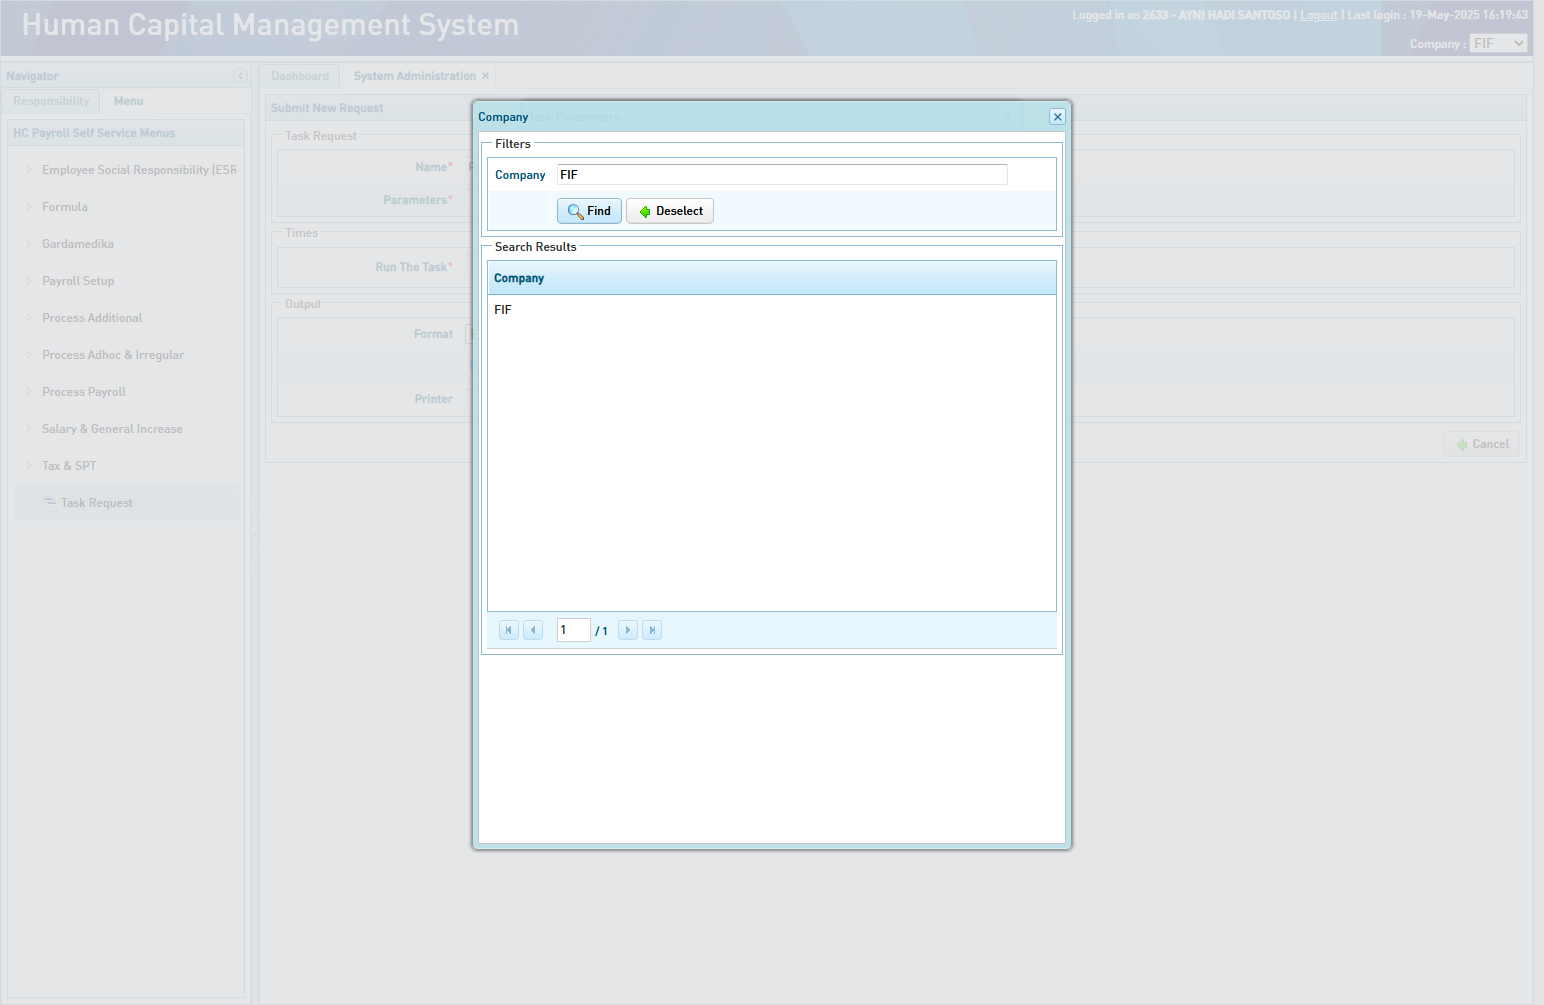 Human Capital Management System
Logged in as 2633 - AYNI HADI SANTOSO | Logout | Last login : 19-May-2025 16:19:43
Company : FIF
Navigator
Responsibility Menu
HC Payroll Self Service Menus
Employee Social Responsibility (ESR
Formula
Gardamedika
Payroll Setup
Process Additional
Process Adhoc & Irregular
Process Payroll
Salary & General Increase
Tax & SPT
Task Request
Dashboard System Administration
Submit New Request
Task Request
Name*
Parameters*
Times
Run The Task*
Output
Format
Printer
Cancel
Task Parameters
Company
Filters
Company FIF
Find Deselect
Search Results
Company
FIF
1 / 1